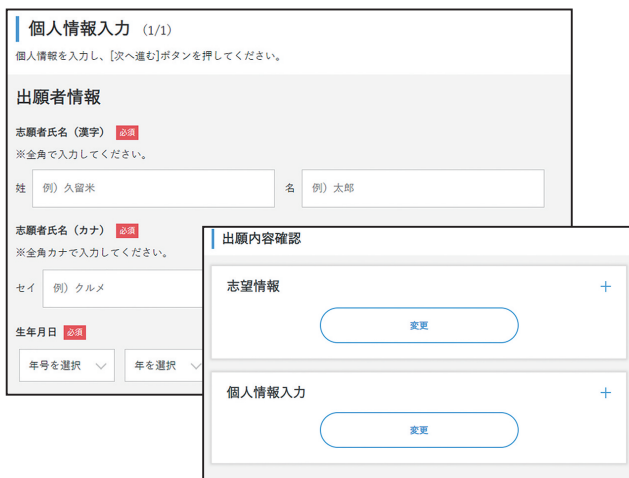 個人情報入力 (1/1)
個人情報を入力し、[次へ進む]ボタンを押してください。
出願者情報
志願者氏名（漢字） 必須
※全角で入力してください。
姓 例）久留米 名 例）太郎
志願者氏名（カナ） 必須
※全角カナで入力してください。
セイ 例）クルメ
生年月日 必須
年号を選択 年を選択
出願内容確認
志望情報 +
変更
個人情報入力 +
変更